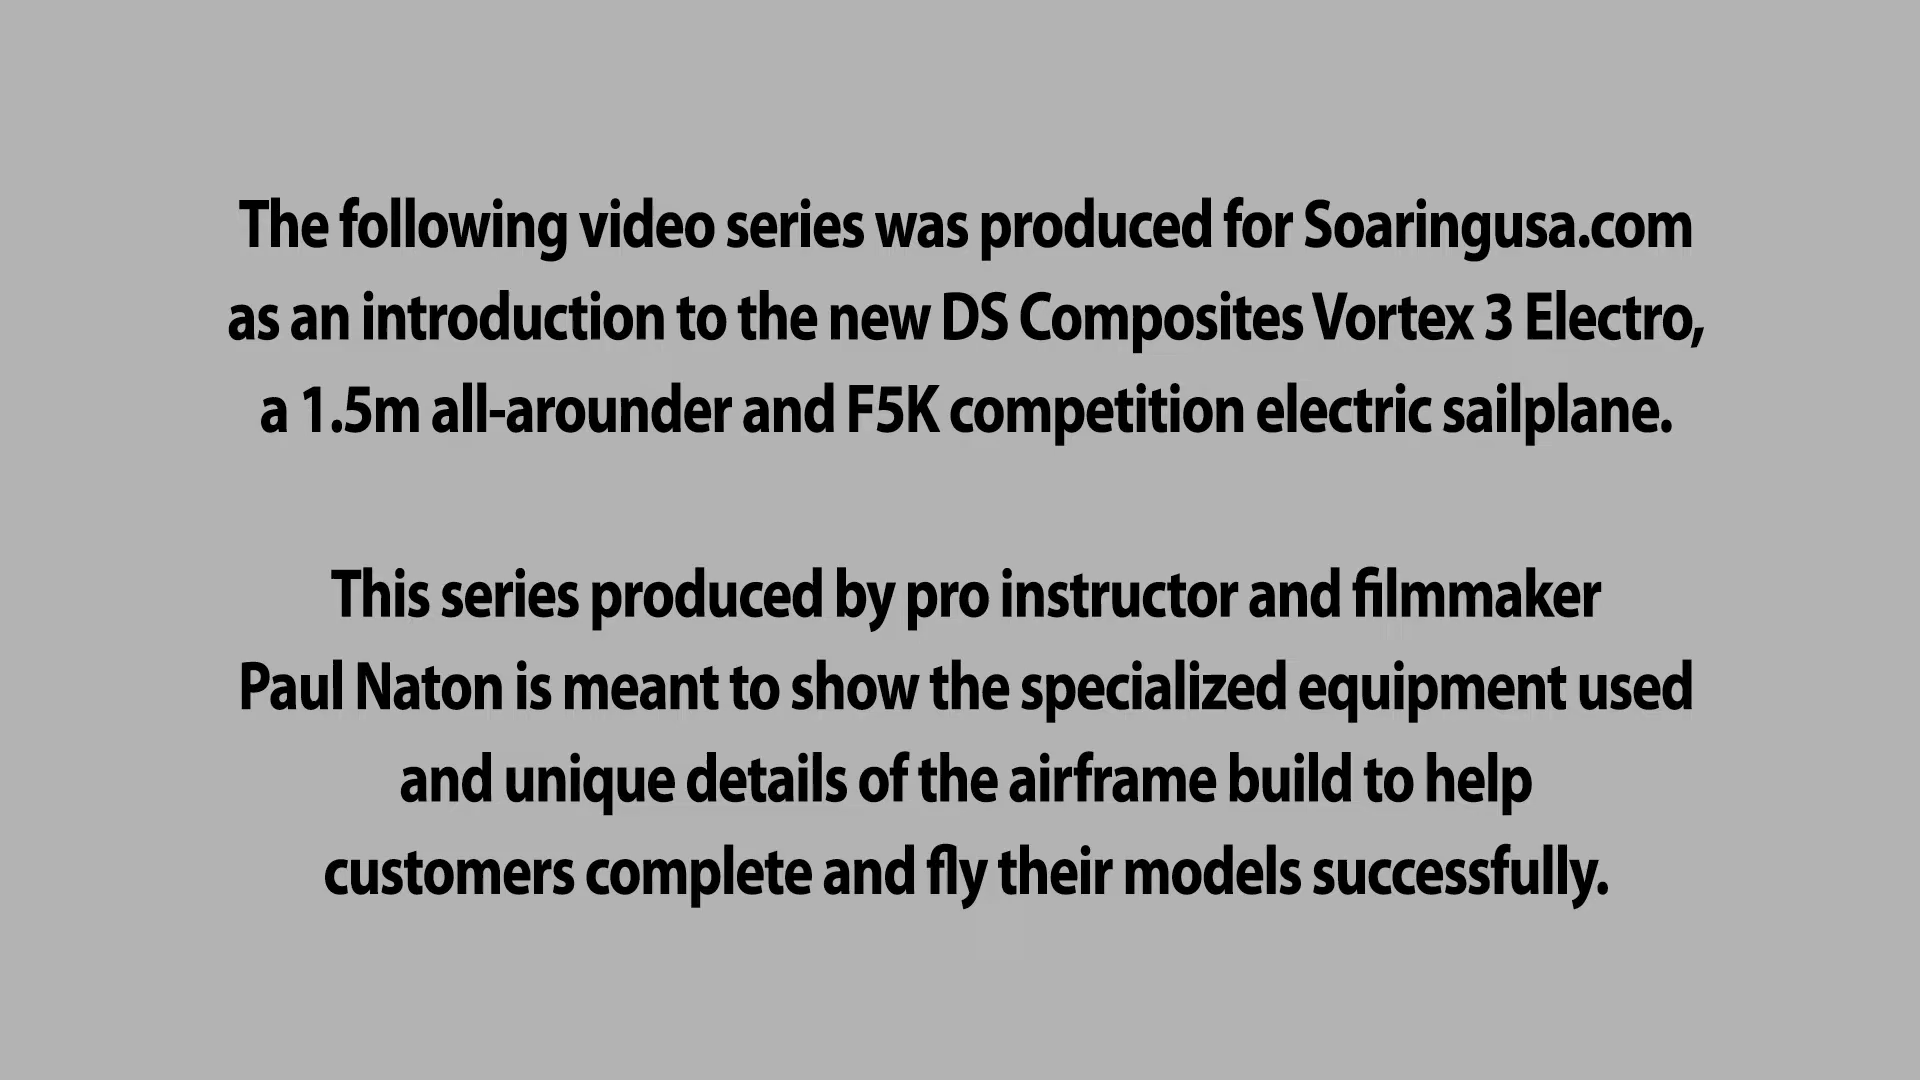 The following video series was produced for Soaringusa.com
as an introduction to the new DS Composites Vortex 3 Electro,
a 1.5m all-arounder and F5K competition electric sailplane.
This series produced by pro instructor and filmmaker
Paul Naton is meant to show the specialized equipment used
and unique details of the airframe build to help
customers complete and fly their models successfully.